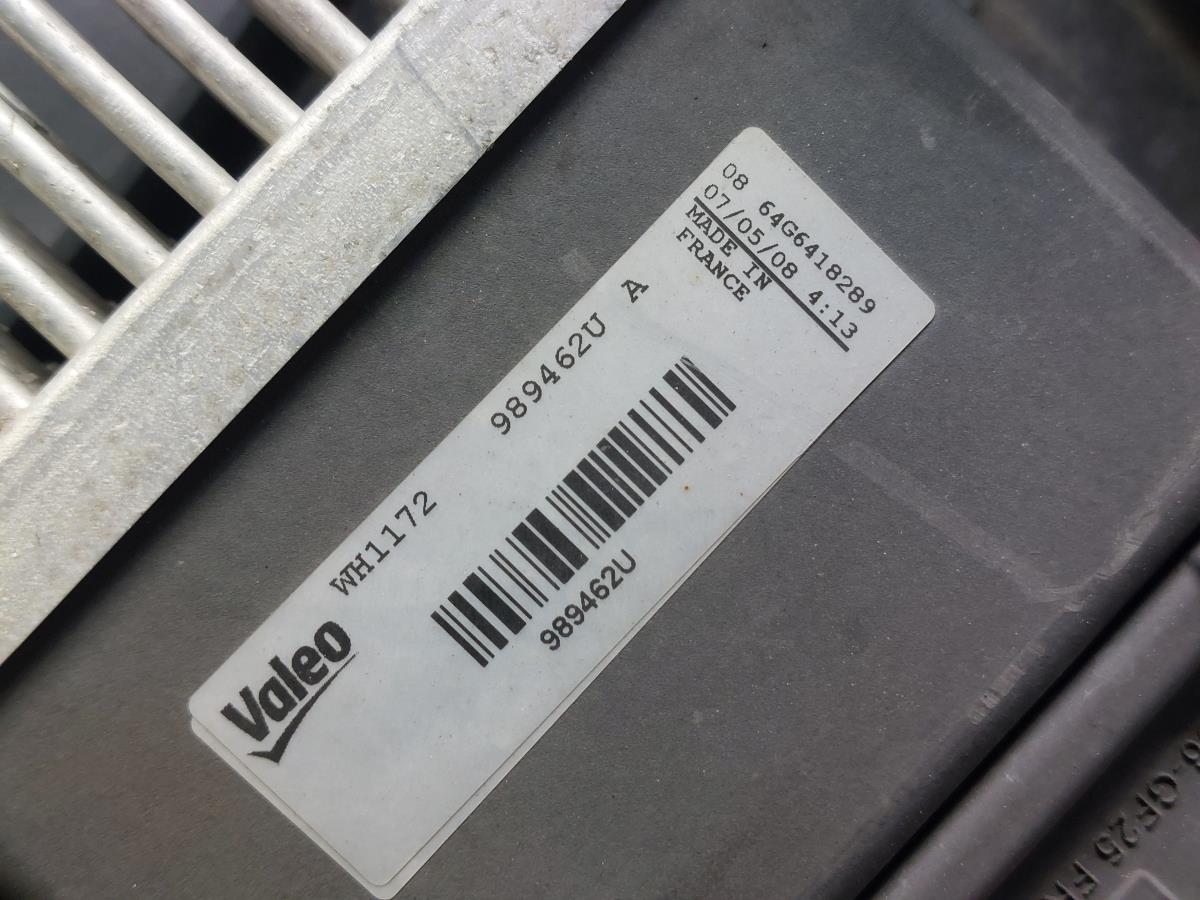 08 64G6418289
07/05/08 4:13
MADE IN
FRANCE
WH1172 989462U A
989462U
Valeo